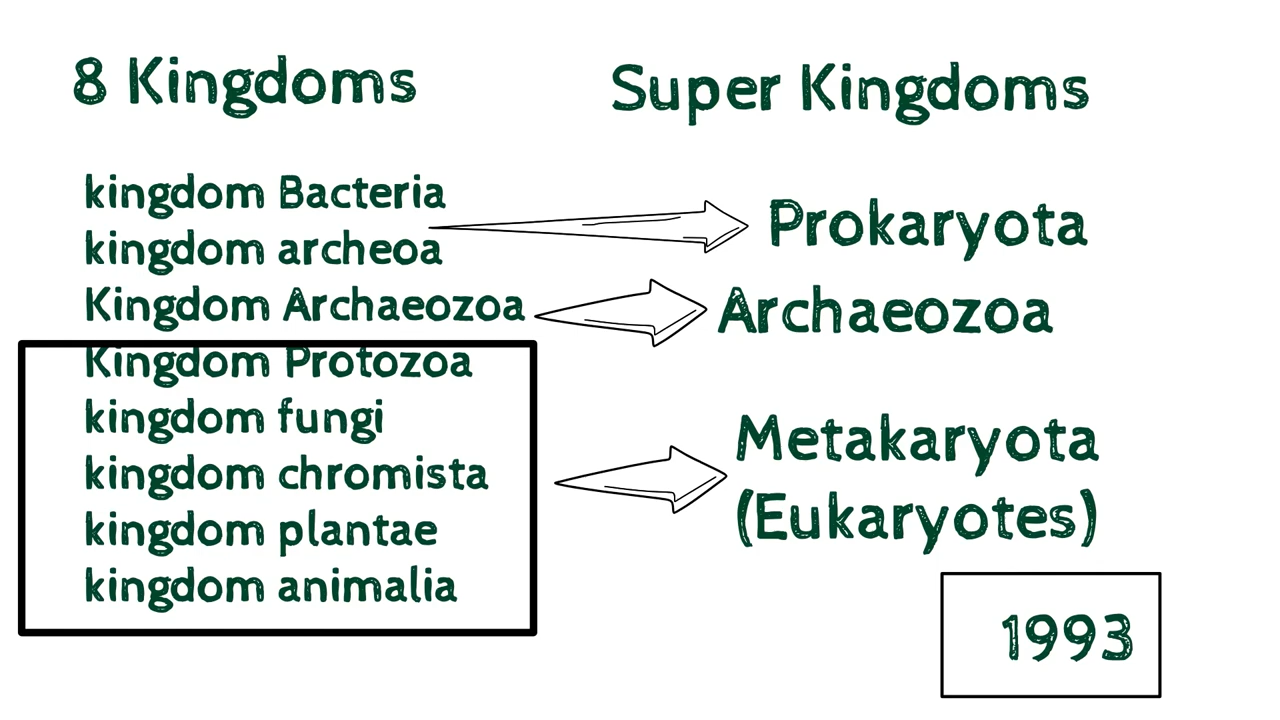 8 Kingdoms
Super Kingdoms
kingdom Bacteria
kingdom archeoa
Kingdom Archaeozoa
Kingdom Protozoa
kingdom fungi
kingdom chromista
kingdom plantae
kingdom animalia
Prokaryota
Archaeozoa
Metakaryota
(Eukaryotes)
1993